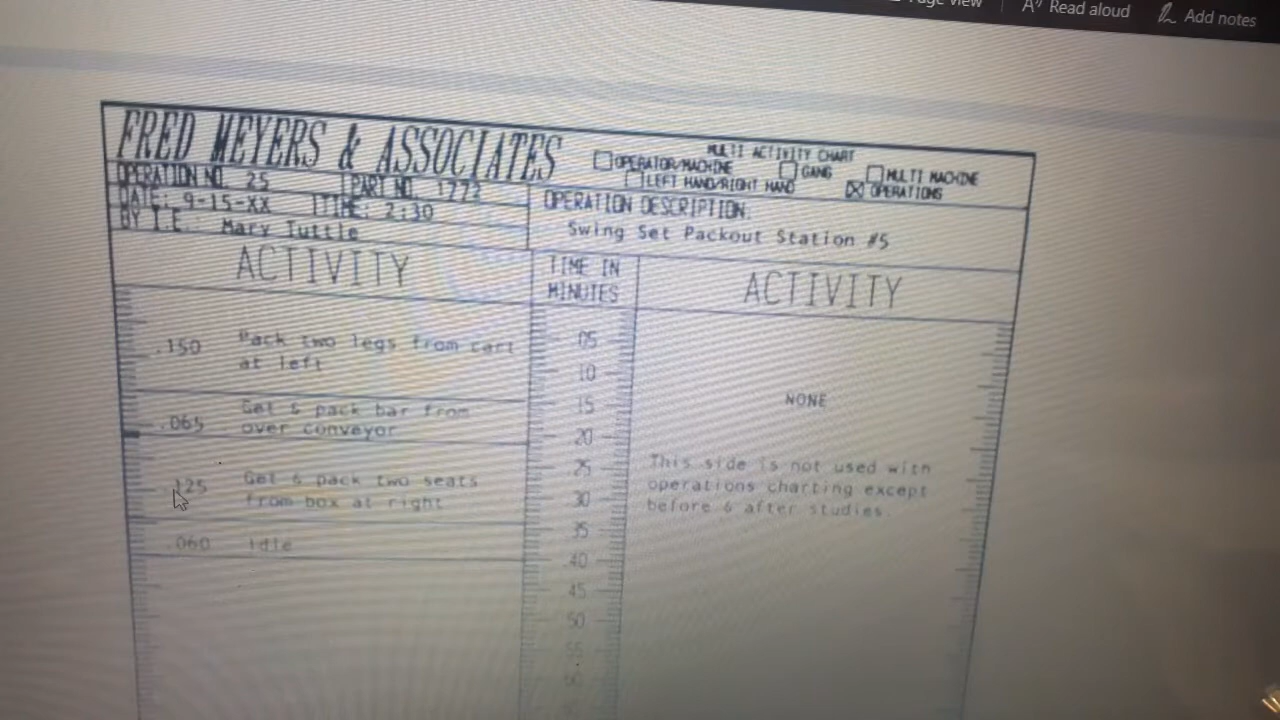 Page view
Read aloud
Add notes
FRED MEYERS & ASSOCIATES
MULTI ACTIVITY CHART
OPERATOR/MACHINE
GANG
MULTI MACHINE
LEFT HAND/RIGHT HAND
OPERATIONS
OPERATION NO. 25
PART NO. 1772
DATE: 9-15-XX
TIME: 2:30
BY I.E. Mary Tuttle
OPERATION DESCRIPTION:
Swing Set Packout Station #5
ACTIVITY
TIME IN
MINUTES
ACTIVITY
.150 Pack two legs from cart
at left
.065 Get & pack bar from
over conveyor
.125 Get & pack two seats
from box at right
.060 idle
05
10
15
20
25
30
35
40
45
50
55
NONE
This side is not used with
operations charting except
before & after studies.